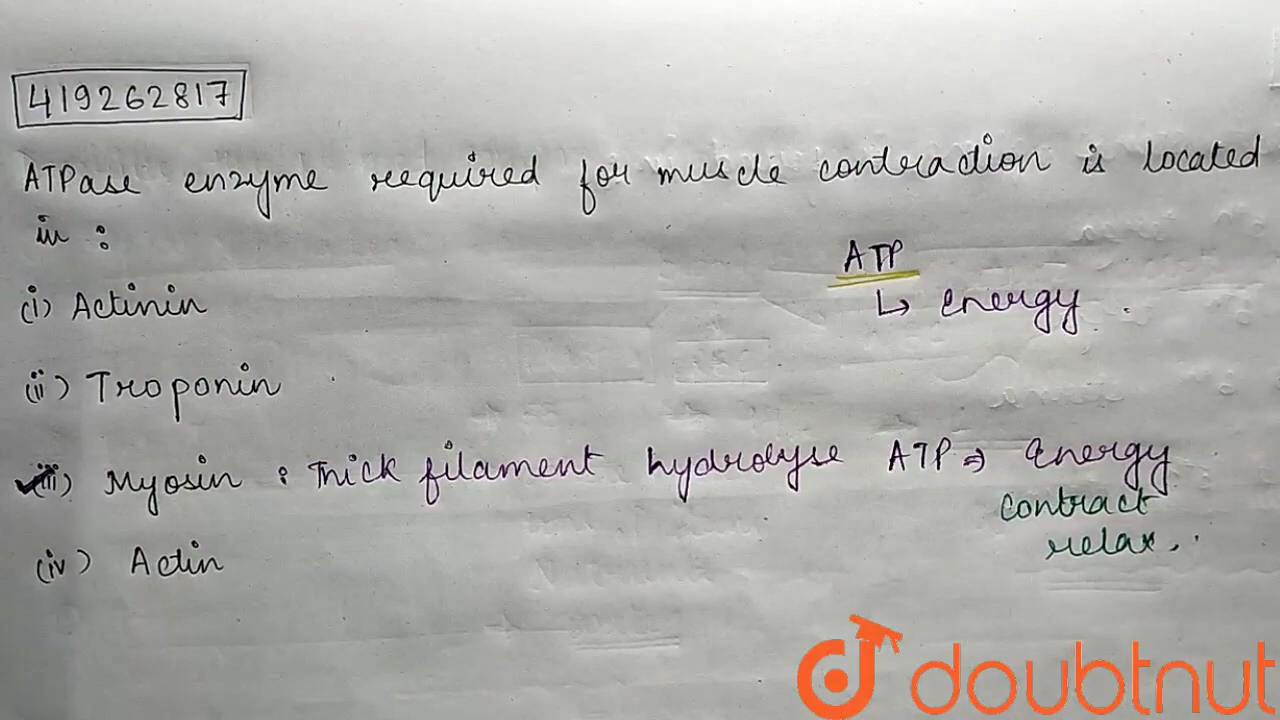 419262817
ATPase enzyme required for muscle contraction is located
in :
ATP
(i) Actinin
↳ energy .
(ii) Troponin
(iii) Myosin : Thick filament hydrolyse ATP ⇒ Energy
contract
relax..
(iv) Actin
doubtnut